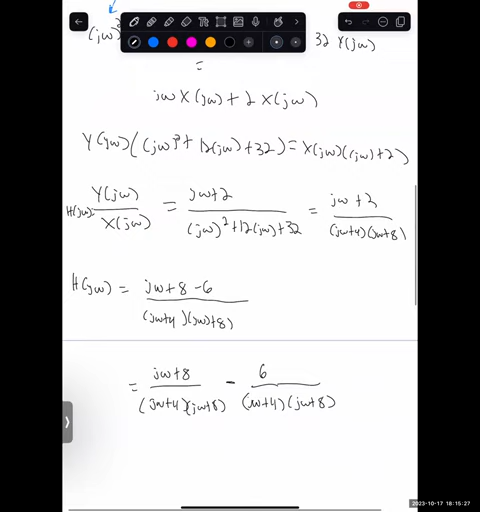 (jω)² 32 Y(jω)
=
jω X(jω) + 2 X(jω)
Y(jω)((jω)² + 12(jω) + 32) = X(jω)((jω) + 2)
H(jω) = Y(jω) / X(jω) = jω+2 / (jω)² + 12(jω) + 32 = jω + 2 / (jω+4)(jω+8)
H(jω) = jω + 8 - 6 / (jω+4)(jω+8)
= jω+8 / (jω+4)(jω+8) - 6 / (jω+4)(jω+8)
2023-10-17 18:15:27